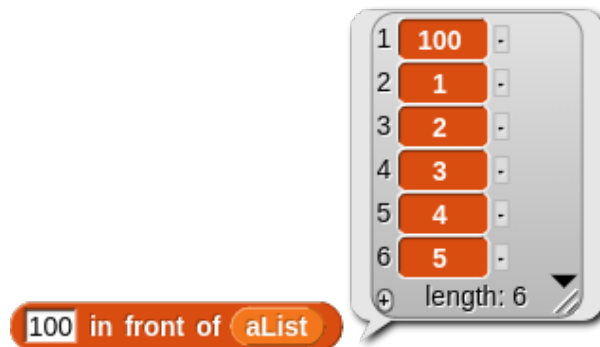 1 100 -
2 1 -
3 2 -
4 3 -
5 4 -
6 5 -
+ length: 6
100 in front of aList